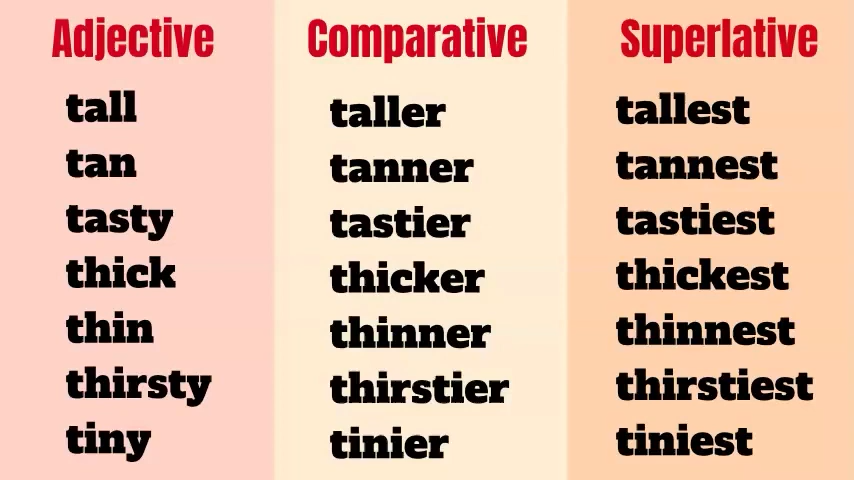 Adjective Comparative Superlative
tall taller tallest
tan tanner tannest
tasty tastier tastiest
thick thicker thickest
thin thinner thinnest
thirsty thirstier thirstiest
tiny tinier tiniest